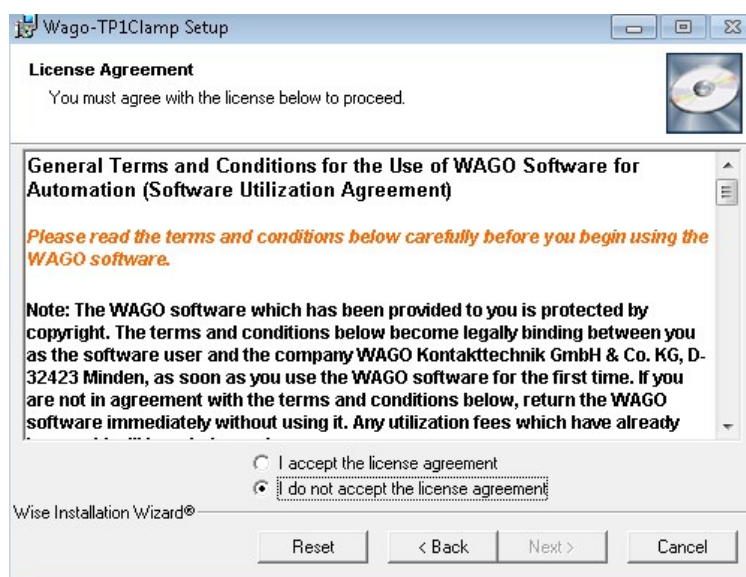 Wago-TP1Clamp Setup
License Agreement
You must agree with the license below to proceed.
General Terms and Conditions for the Use of WAGO Software for
Automation (Software Utilization Agreement)
Please read the terms and conditions below carefully before you begin using the
WAGO software.
Note: The WAGO software which has been provided to you is protected by
copyright. The terms and conditions below become legally binding between you
as the software user and the company WAGO Kontakttechnik GmbH & Co. KG, D-
32423 Minden, as soon as you use the WAGO software for the first time. If you
are not in agreement with the terms and conditions below, return the WAGO
software immediately without using it. Any utilization fees which have already
I accept the license agreement
I do not accept the license agreement
Wise Installation Wizard®
Reset
< Back
Next >
Cancel